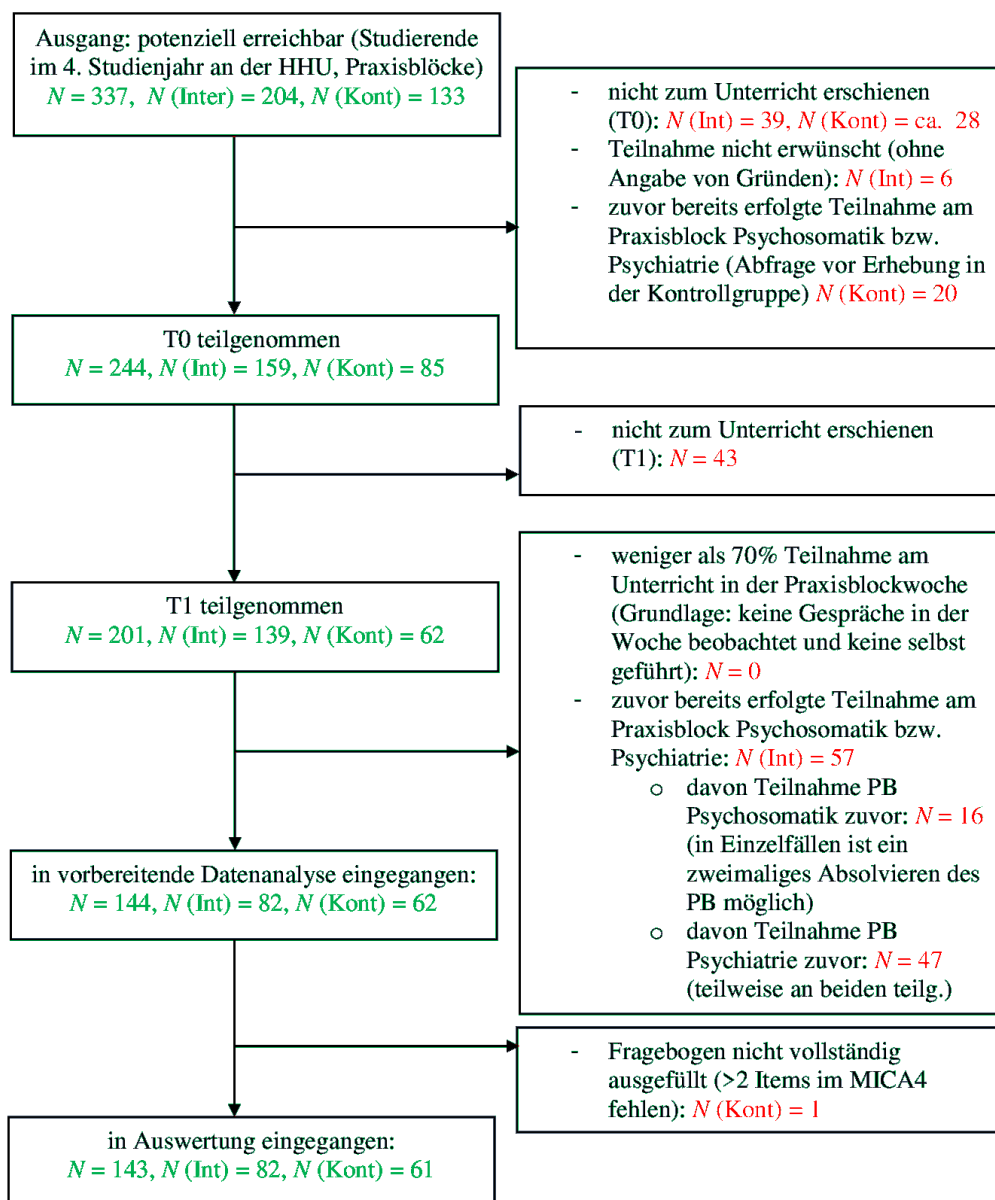 Ausgang: potenziell erreichbar (Studierende
im 4. Studienjahr an der HHU, Praxisblöcke)
N = 337, N (Inter) = 204, N (Kont) = 133
- nicht zum Unterricht erschienen
(T0): N (Int) = 39, N (Kont) = ca. 28
- Teilnahme nicht erwünscht (ohne
Angabe von Gründen): N (Int) = 6
- zuvor bereits erfolgte Teilnahme am
Praxisblock Psychosomatik bzw.
Psychiatrie (Abfrage vor Erhebung in
der Kontrollgruppe) N (Kont) = 20
T0 teilgenommen
N = 244, N (Int) = 159, N (Kont) = 85
- nicht zum Unterricht erschienen
(T1): N = 43
T1 teilgenommen
N = 201, N (Int) = 139, N (Kont) = 62
- weniger als 70% Teilnahme am
Unterricht in der Praxisblockwoche
(Grundlage: keine Gespräche in der
Woche beobachtet und keine selbst
geführt): N = 0
- zuvor bereits erfolgte Teilnahme am
Praxisblock Psychosomatik bzw.
Psychiatrie: N (Int) = 57
o davon Teilnahme PB
Psychosomatik zuvor: N = 16
(in Einzelfällen ist ein
zweimaliges Absolvieren des
PB möglich)
o davon Teilnahme PB
Psychiatrie zuvor: N = 47
(teilweise an beiden teilg.)
in vorbereitende Datenanalyse eingegangen:
N = 144, N (Int) = 82, N (Kont) = 62
- Fragebogen nicht vollständig
ausgefüllt (>2 Items im MICA4
fehlen): N (Kont) = 1
in Auswertung eingegangen:
N = 143, N (Int) = 82, N (Kont) = 61